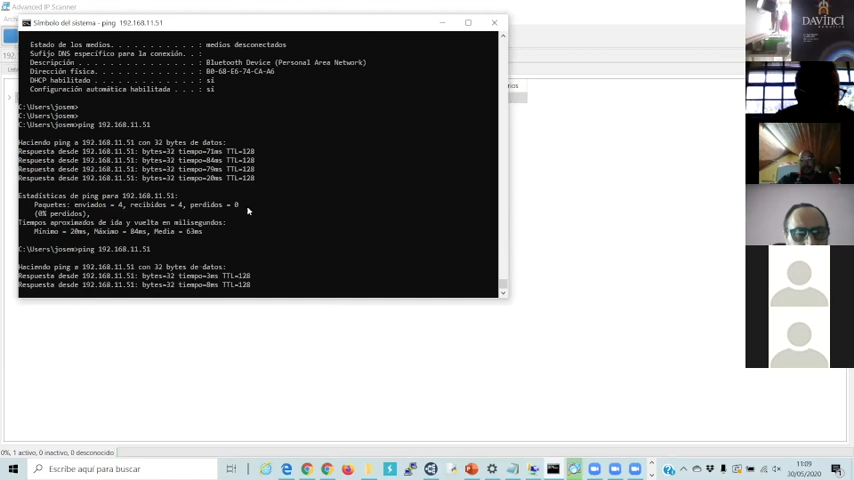 Advanced IP Scanner
Símbolo del sistema - ping 192.168.11.51
Estado de los medios. . . . . . . . . . . : medios desconectados
Sufijo DNS específico para la conexión. . :
Descripción . . . . . . . . . . . . . . . : Bluetooth Device (Personal Area Network)
Dirección física. . . . . . . . . . . . . : B0-68-E6-74-CA-A6
DHCP habilitado . . . . . . . . . . . . . : sí
Configuración automática habilitada . . . : sí
C:\Users\josem>
C:\Users\josem>
C:\Users\josem>ping 192.168.11.51
Haciendo ping a 192.168.11.51 con 32 bytes de datos:
Respuesta desde 192.168.11.51: bytes=32 tiempo=71ms TTL=128
Respuesta desde 192.168.11.51: bytes=32 tiempo=84ms TTL=128
Respuesta desde 192.168.11.51: bytes=32 tiempo=79ms TTL=128
Respuesta desde 192.168.11.51: bytes=32 tiempo=20ms TTL=128
Estadísticas de ping para 192.168.11.51:
Paquetes: enviados = 4, recibidos = 4, perdidos = 0
(0% perdidos),
Tiempos aproximados de ida y vuelta en milisegundos:
Mínimo = 20ms, Máximo = 84ms, Media = 63ms
C:\Users\josem>ping 192.168.11.51
Haciendo ping a 192.168.11.51 con 32 bytes de datos:
Respuesta desde 192.168.11.51: bytes=32 tiempo=3ms TTL=128
Respuesta desde 192.168.11.51: bytes=32 tiempo=8ms TTL=128
192.
DAVINCI
0%, 1 activo, 0 inactivo, 0 desconocido
Escribe aquí para buscar
11:09
30/05/2020